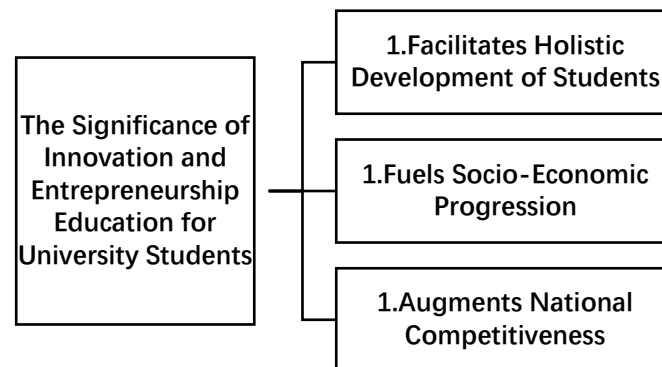 The Significance of
Innovation and
Entrepreneurship
Education for
University Students
1.Facilitates Holistic
Development of Students
1.Fuels Socio-Economic
Progression
1.Augments National
Competitiveness